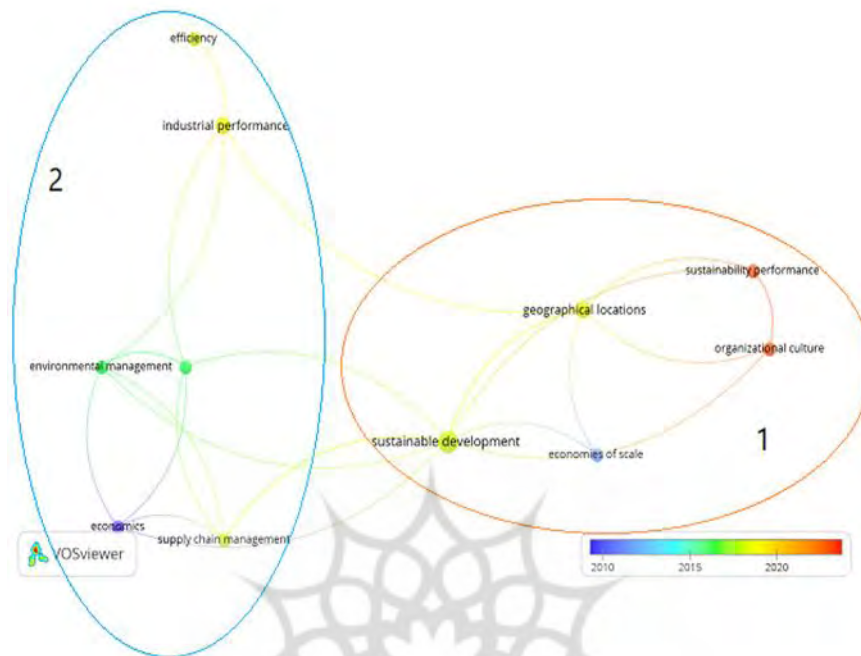 efficiency
industrial performance
2
sustainability performance
geographical locations
organizational culture
environmental management
sustainable development
1
economies of scale
economics
supply chain management
VOSviewer
2010 2015 2020